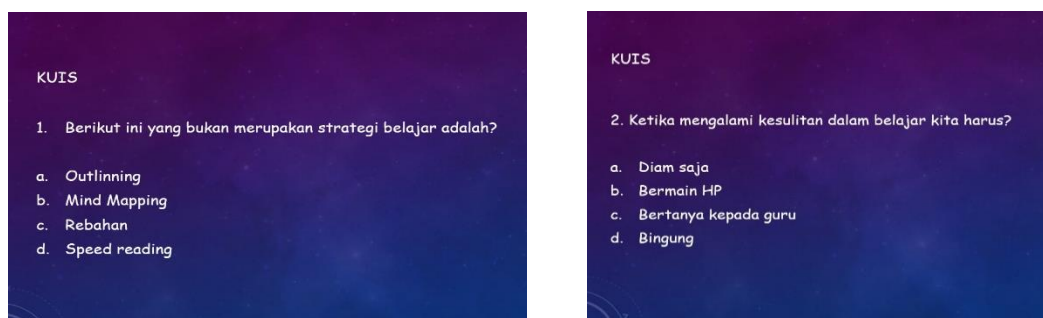 KUIS
1. Berikut ini yang bukan merupakan strategi belajar adalah?
a. Outlinning
b. Mind Mapping
c. Rebahan
d. Speed reading
KUIS
2. Ketika mengalami kesulitan dalam belajar kita harus?
a. Diam saja
b. Bermain HP
c. Bertanya kepada guru
d. Bingung